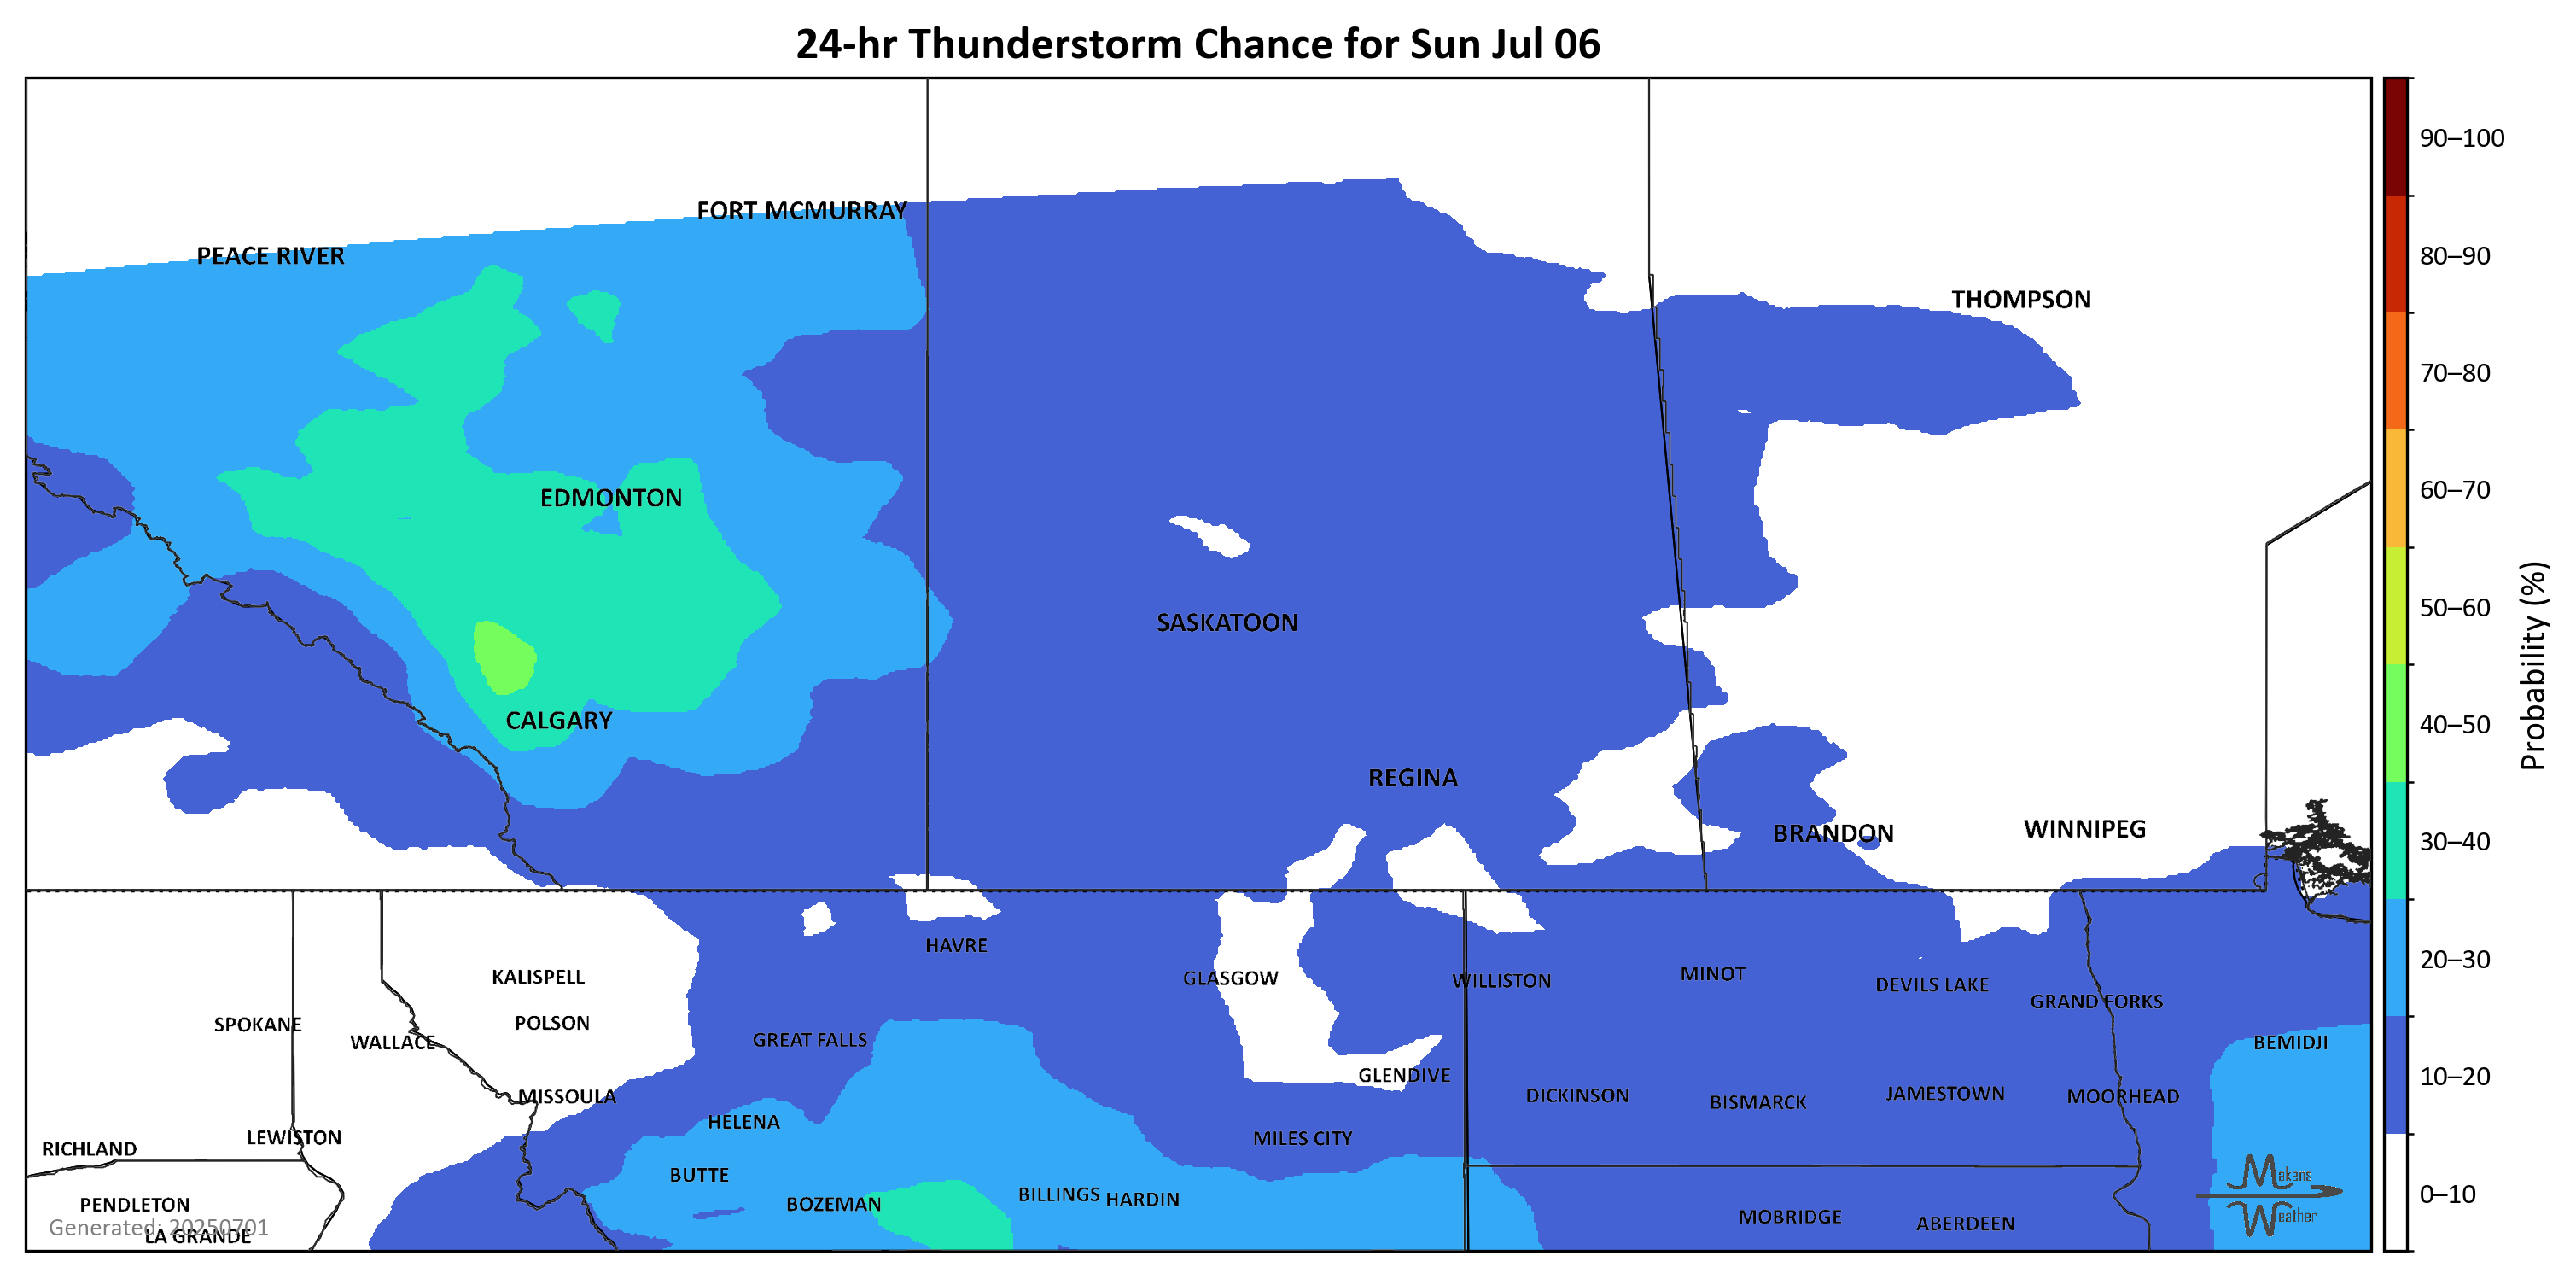 24-hr Thunderstorm Chance for Sun Jul 06
90–100
FORT MCMURRAY
PEACE RIVER
80–90
THOMPSON
70–80
EDMONTON
60–70
SASKATOON
50–60
Probability (%)
CALGARY
40–50
REGINA
BRANDON
WINNIPEG
30–40
HAVRE
KALISPELL
GLASGOW
WILLISTON
MINOT
DEVILS LAKE
20–30
GRAND FORKS
SPOKANE
POLSON
WALLACE
GREAT FALLS
BEMIDJI
GLENDIVE
10–20
MISSOULA
DICKINSON
BISMARCK
JAMESTOWN
MOORHEAD
HELENA
LEWISTON
MILES CITY
RICHLAND
BUTTE
Makens
BILLINGS
HARDIN
0–10
PENDLETON
BOZEMAN
MOBRIDGE
ABERDEEN
Weather
Generated: 20250701
LA GRANDE